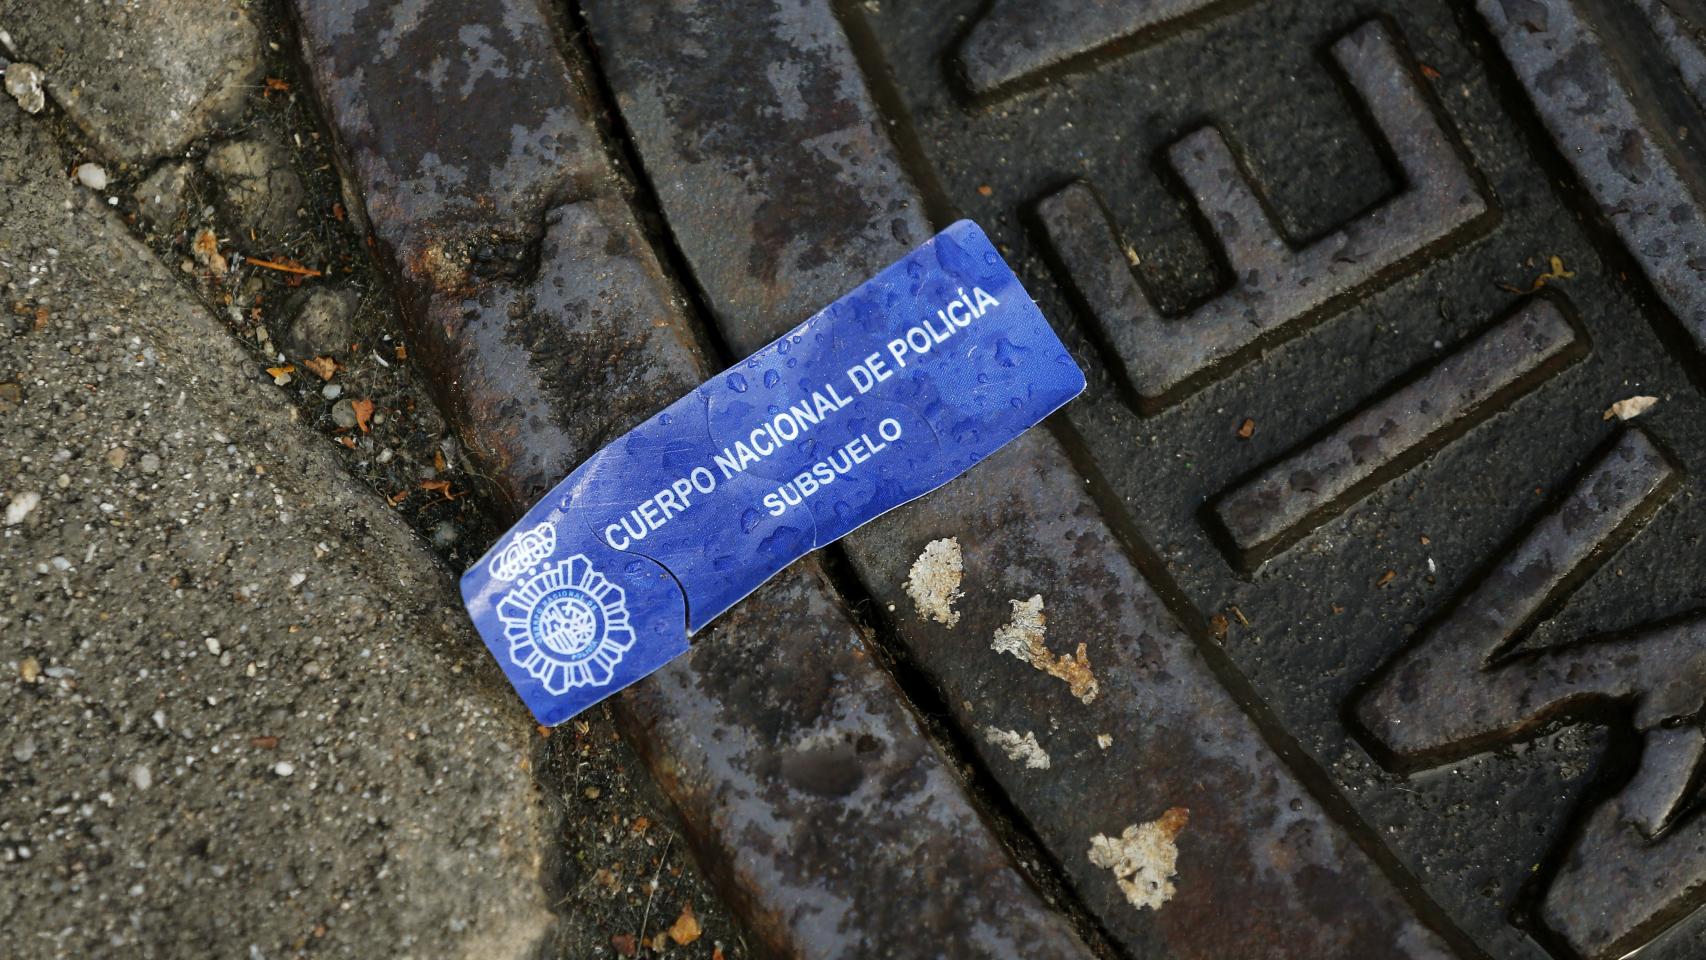 CUERPO NACIONAL DE POLICÍA
SUBSUELO